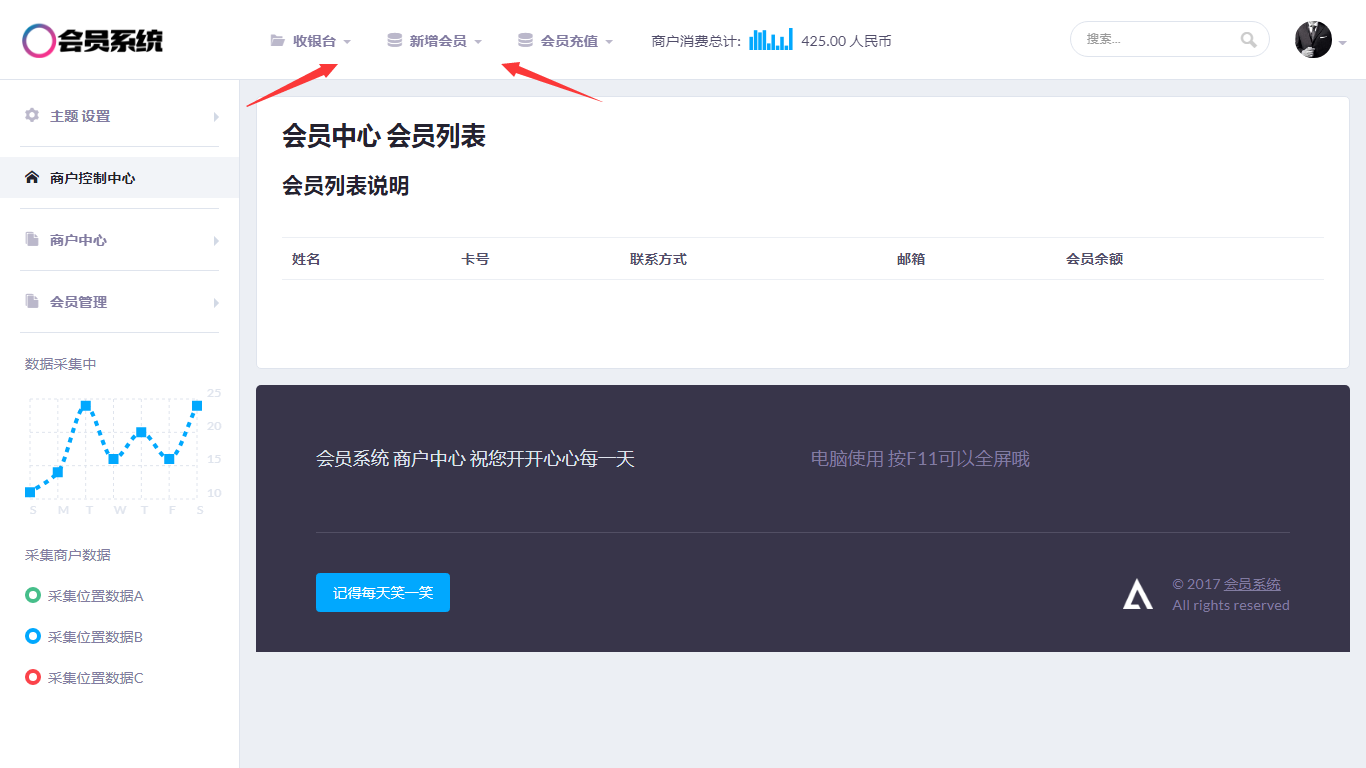 会员系统
收银台
新增会员
会员充值
商户消费总计:
425.00 人民币
搜索...
主题 设置
商户控制中心
商户中心
会员管理
数据采集中
25
20
15
10
S M T W T F S
采集商户数据
采集位置数据A
采集位置数据B
采集位置数据C
会员中心 会员列表
会员列表说明
姓名 卡号 联系方式 邮箱 会员余额
会员系统 商户中心 祝您开开心心每一天
电脑使用 按F11可以全屏哦
记得每天笑一笑
© 2017 会员系统
All rights reserved